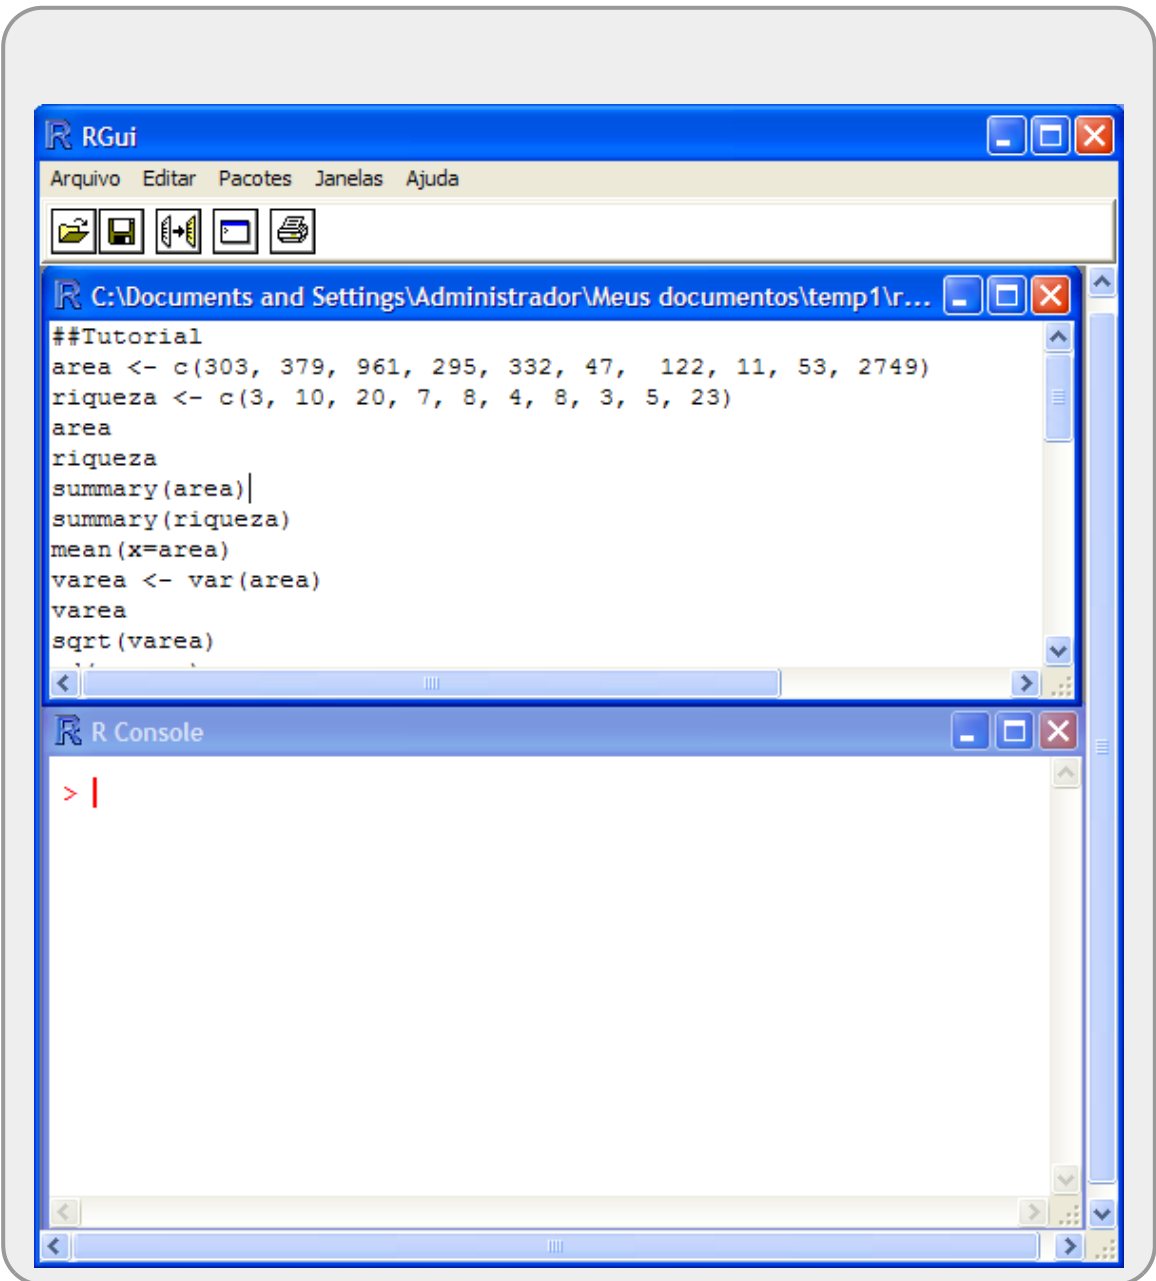 RGui
Arquivo Editar Pacotes Janelas Ajuda
C:\Documents and Settings\Administrador\Meus documentos\temp1\r...
##Tutorial
area <- c(303, 379, 961, 295, 332, 47,  122, 11, 53, 2749)
riqueza <- c(3, 10, 20, 7, 8, 4, 8, 3, 5, 23)
area
riqueza
summary(area)
summary(riqueza)
mean(x=area)
varea <- var(area)
varea
sqrt(varea)
R Console
>